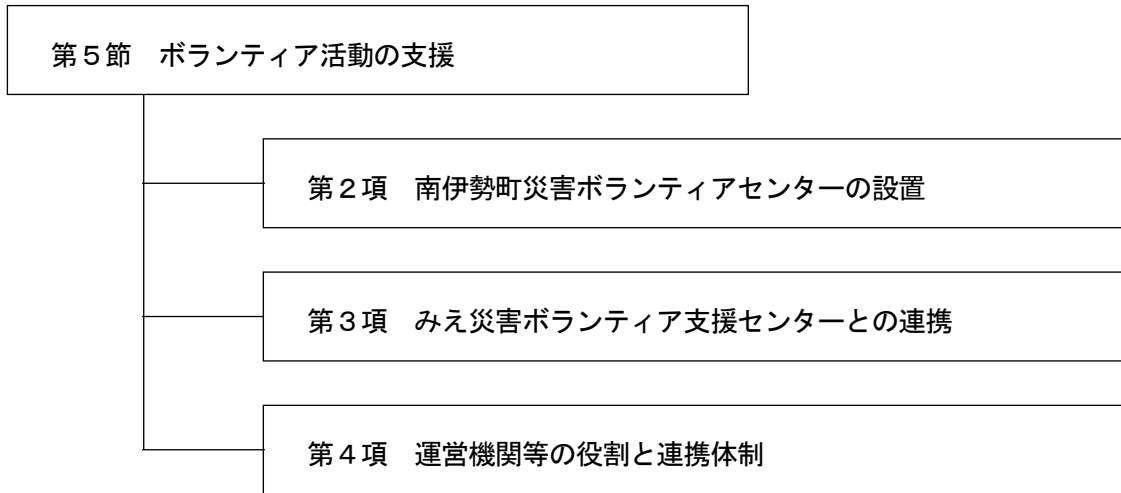 第５節　ボランティア活動の支援
第２項　南伊勢町災害ボランティアセンターの設置
第３項　みえ災害ボランティア支援センターとの連携
第４項　運営機関等の役割と連携体制